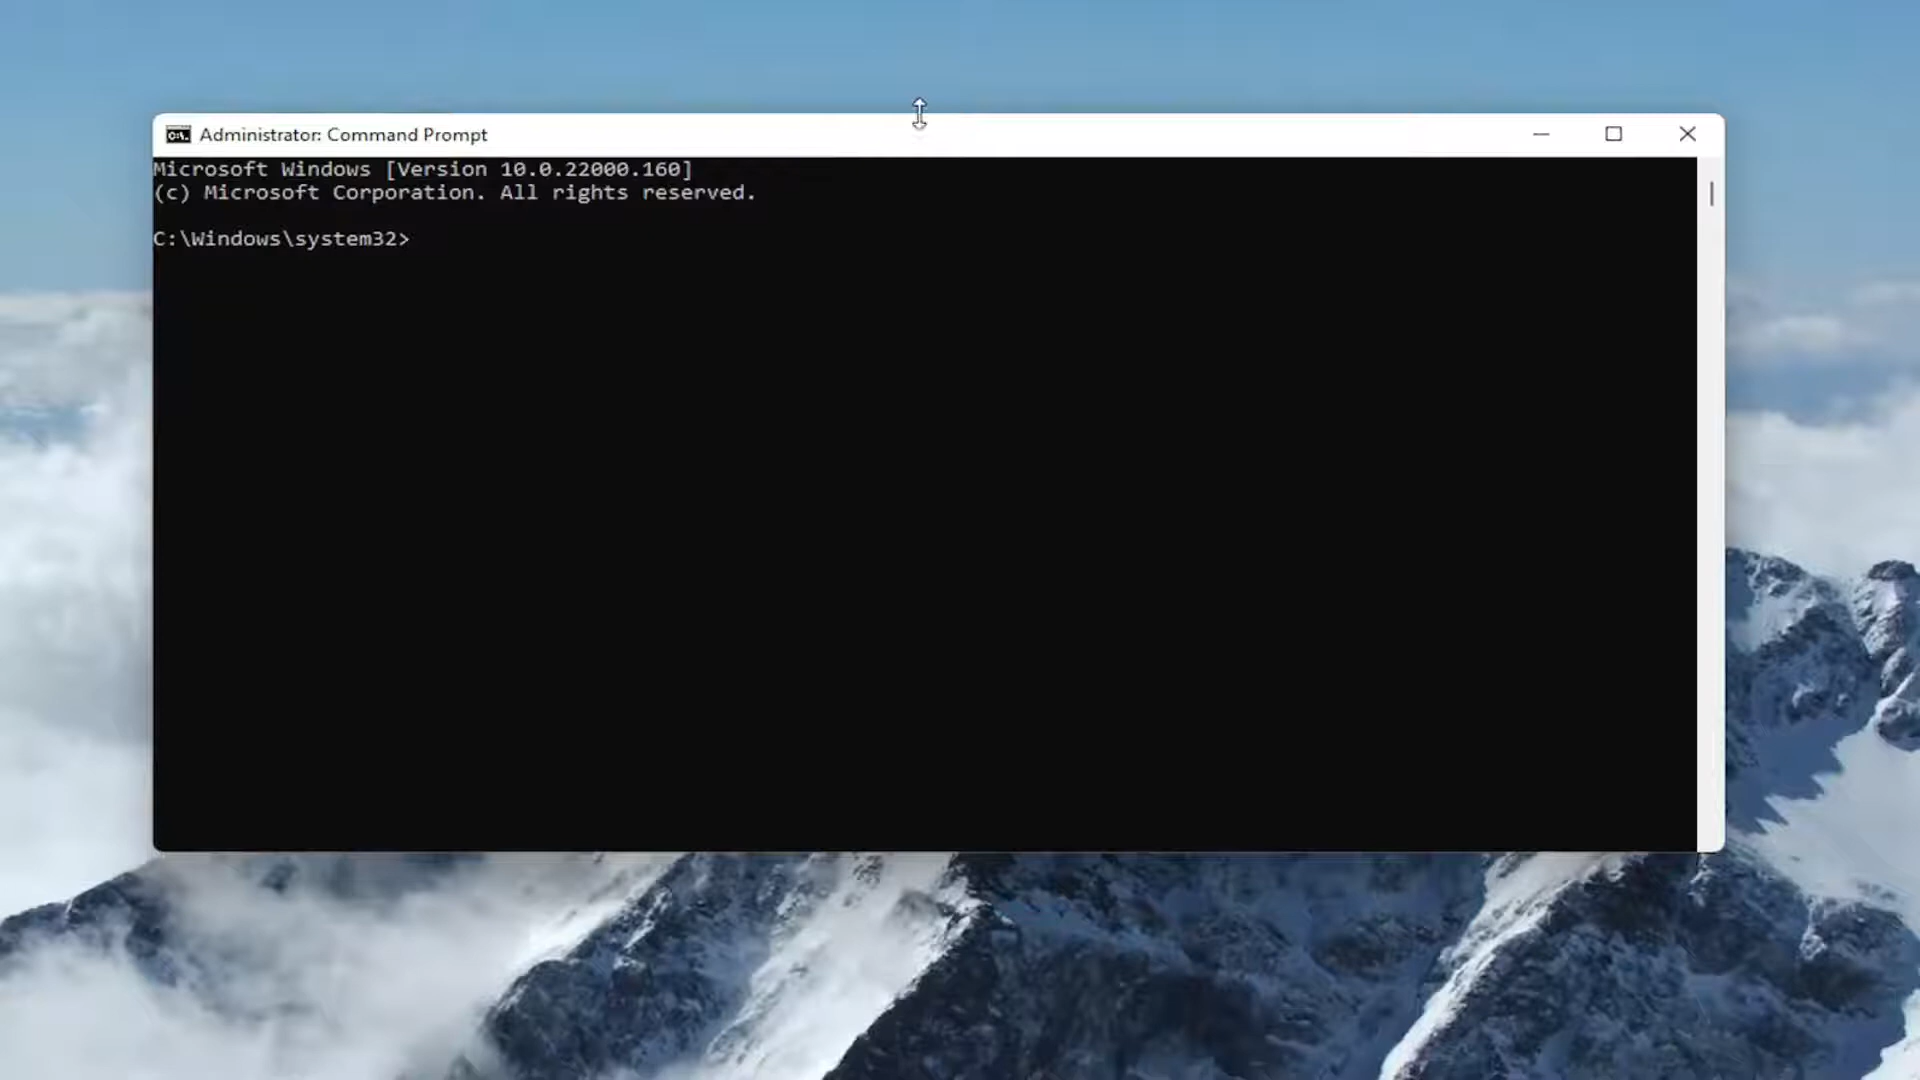 Administrator: Command Prompt
Microsoft Windows [Version 10.0.22000.160]
(c) Microsoft Corporation. All rights reserved.
C:\Windows\system32>